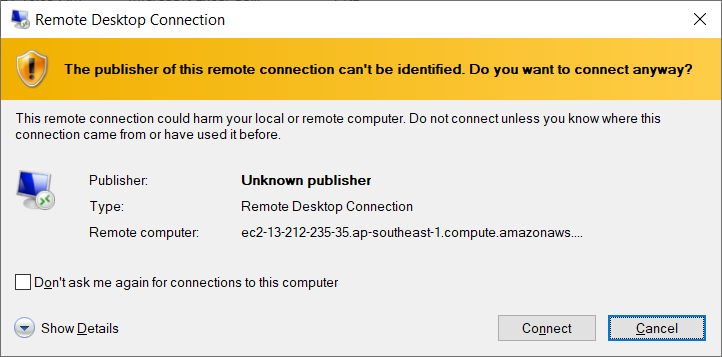 Remote Desktop Connection
The publisher of this remote connection can't be identified. Do you want to connect anyway?
This remote connection could harm your local or remote computer. Do not connect unless you know where this
connection came from or have used it before.
Publisher: Unknown publisher
Type: Remote Desktop Connection
Remote computer: ec2-13-212-235-35.ap-southeast-1.compute.amazonaws....
Don't ask me again for connections to this computer
Show Details
Connect
Cancel